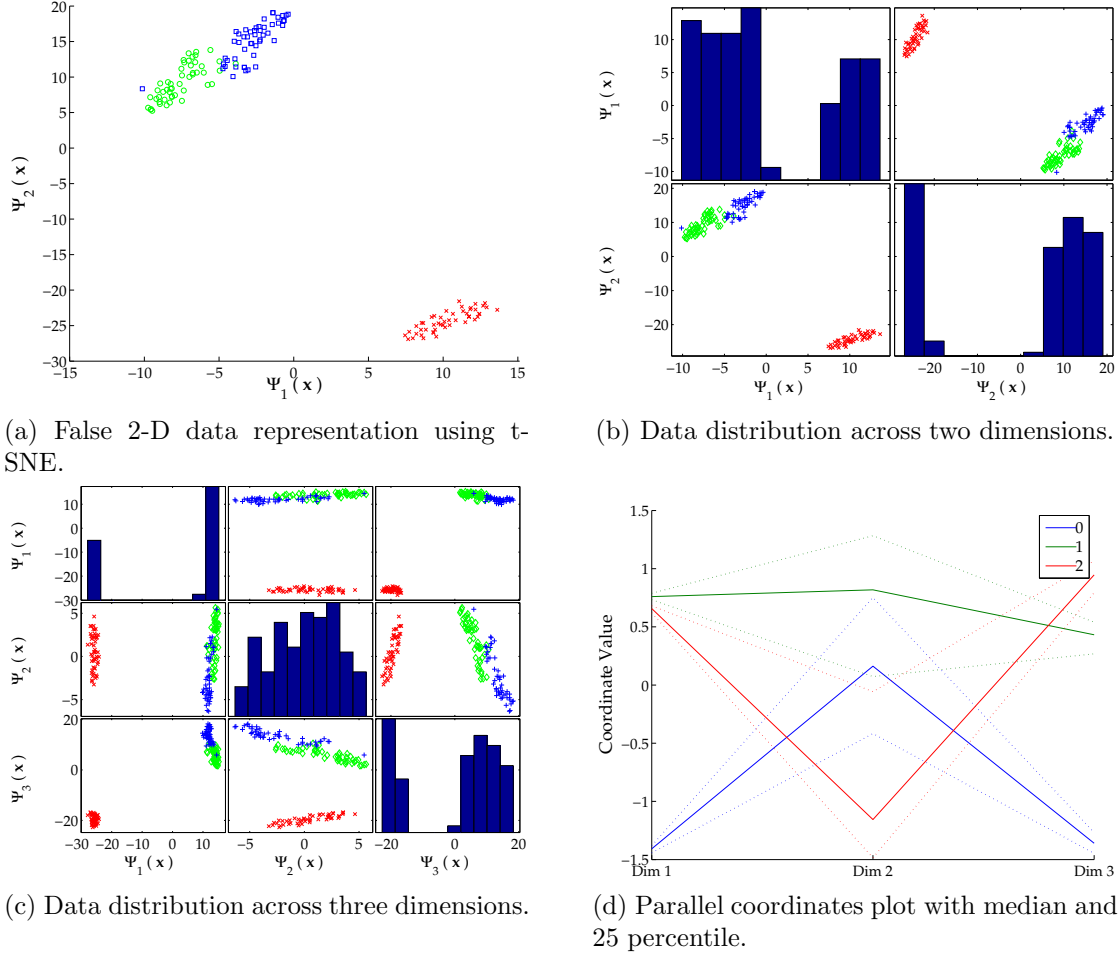 20
15
10
5
0
−5
−10
−15
−20
−25
−30
Ψ2 ( x )
−15 −10 −5 0 5 10 15
Ψ1 ( x )
(a) False 2-D data representation using t-
SNE.
10
5
0
−5
−10
Ψ1 ( x )
20
10
0
−10
−20
Ψ2 ( x )
−10 −5 0 5 10
Ψ1 ( x )
−20 −10 0 10 20
Ψ2 ( x )
(b) Data distribution across two dimensions.
10
0
−10
−20
−30
Ψ1 ( x )
5
0
−5
Ψ2 ( x )
20
0
−20
Ψ3 ( x )
−30 −20 −10 0 10
Ψ1 ( x )
−5 0 5
Ψ2 ( x )
−20 0 20
Ψ3 ( x )
(c) Data distribution across three dimensions.
1.5
1
0.5
0
−0.5
−1
−1.5
Coordinate Value
0
1
2
Dim 1 Dim 2 Dim 3
(d) Parallel coordinates plot with median and
25 percentile.